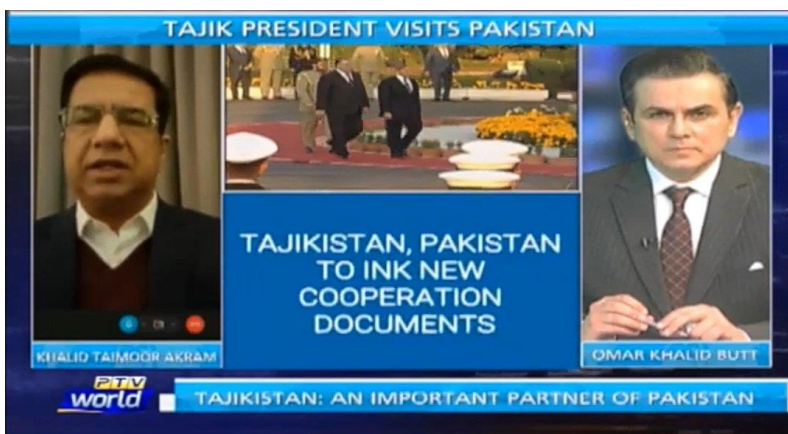 TAJIK PRESIDENT VISITS PAKISTAN
TAJIKISTAN, PAKISTAN
TO INK NEW
COOPERATION
DOCUMENTS
KHALID TAIMOOR AKRAM
OMAR KHALID BUTT
PTV
world
TAJIKISTAN: AN IMPORTANT PARTNER OF PAKISTAN